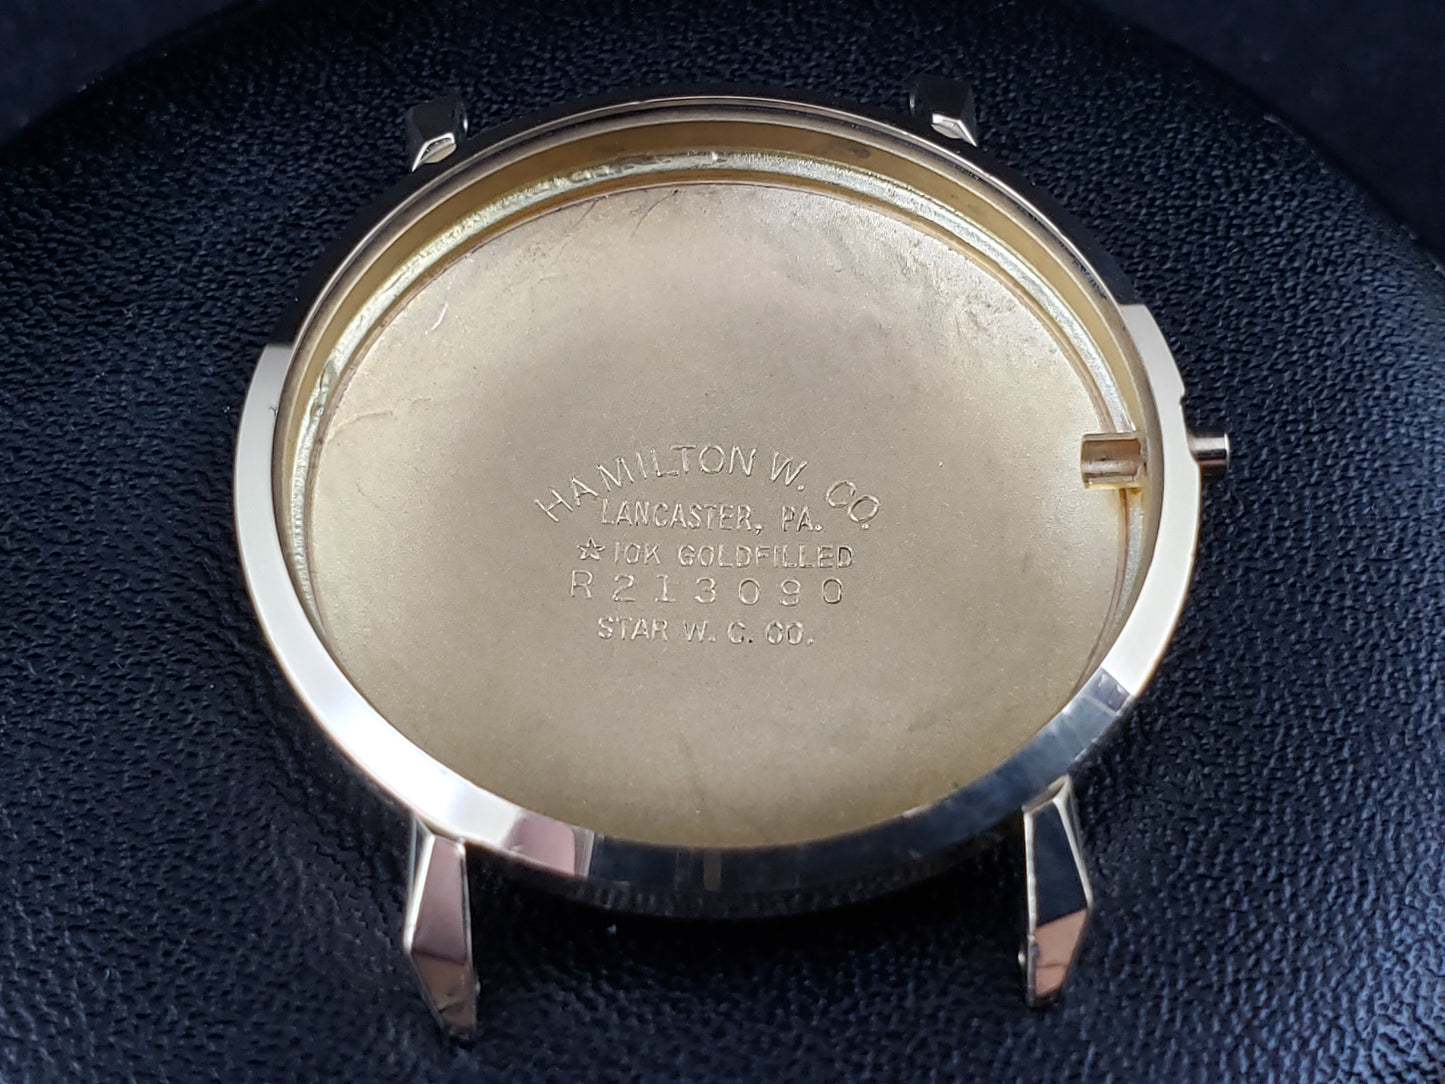 HAMILTON W. CO.
LANCASTER, PA.
☆ 10K GOLDFILLED
R213090
STAR W. C. CO.